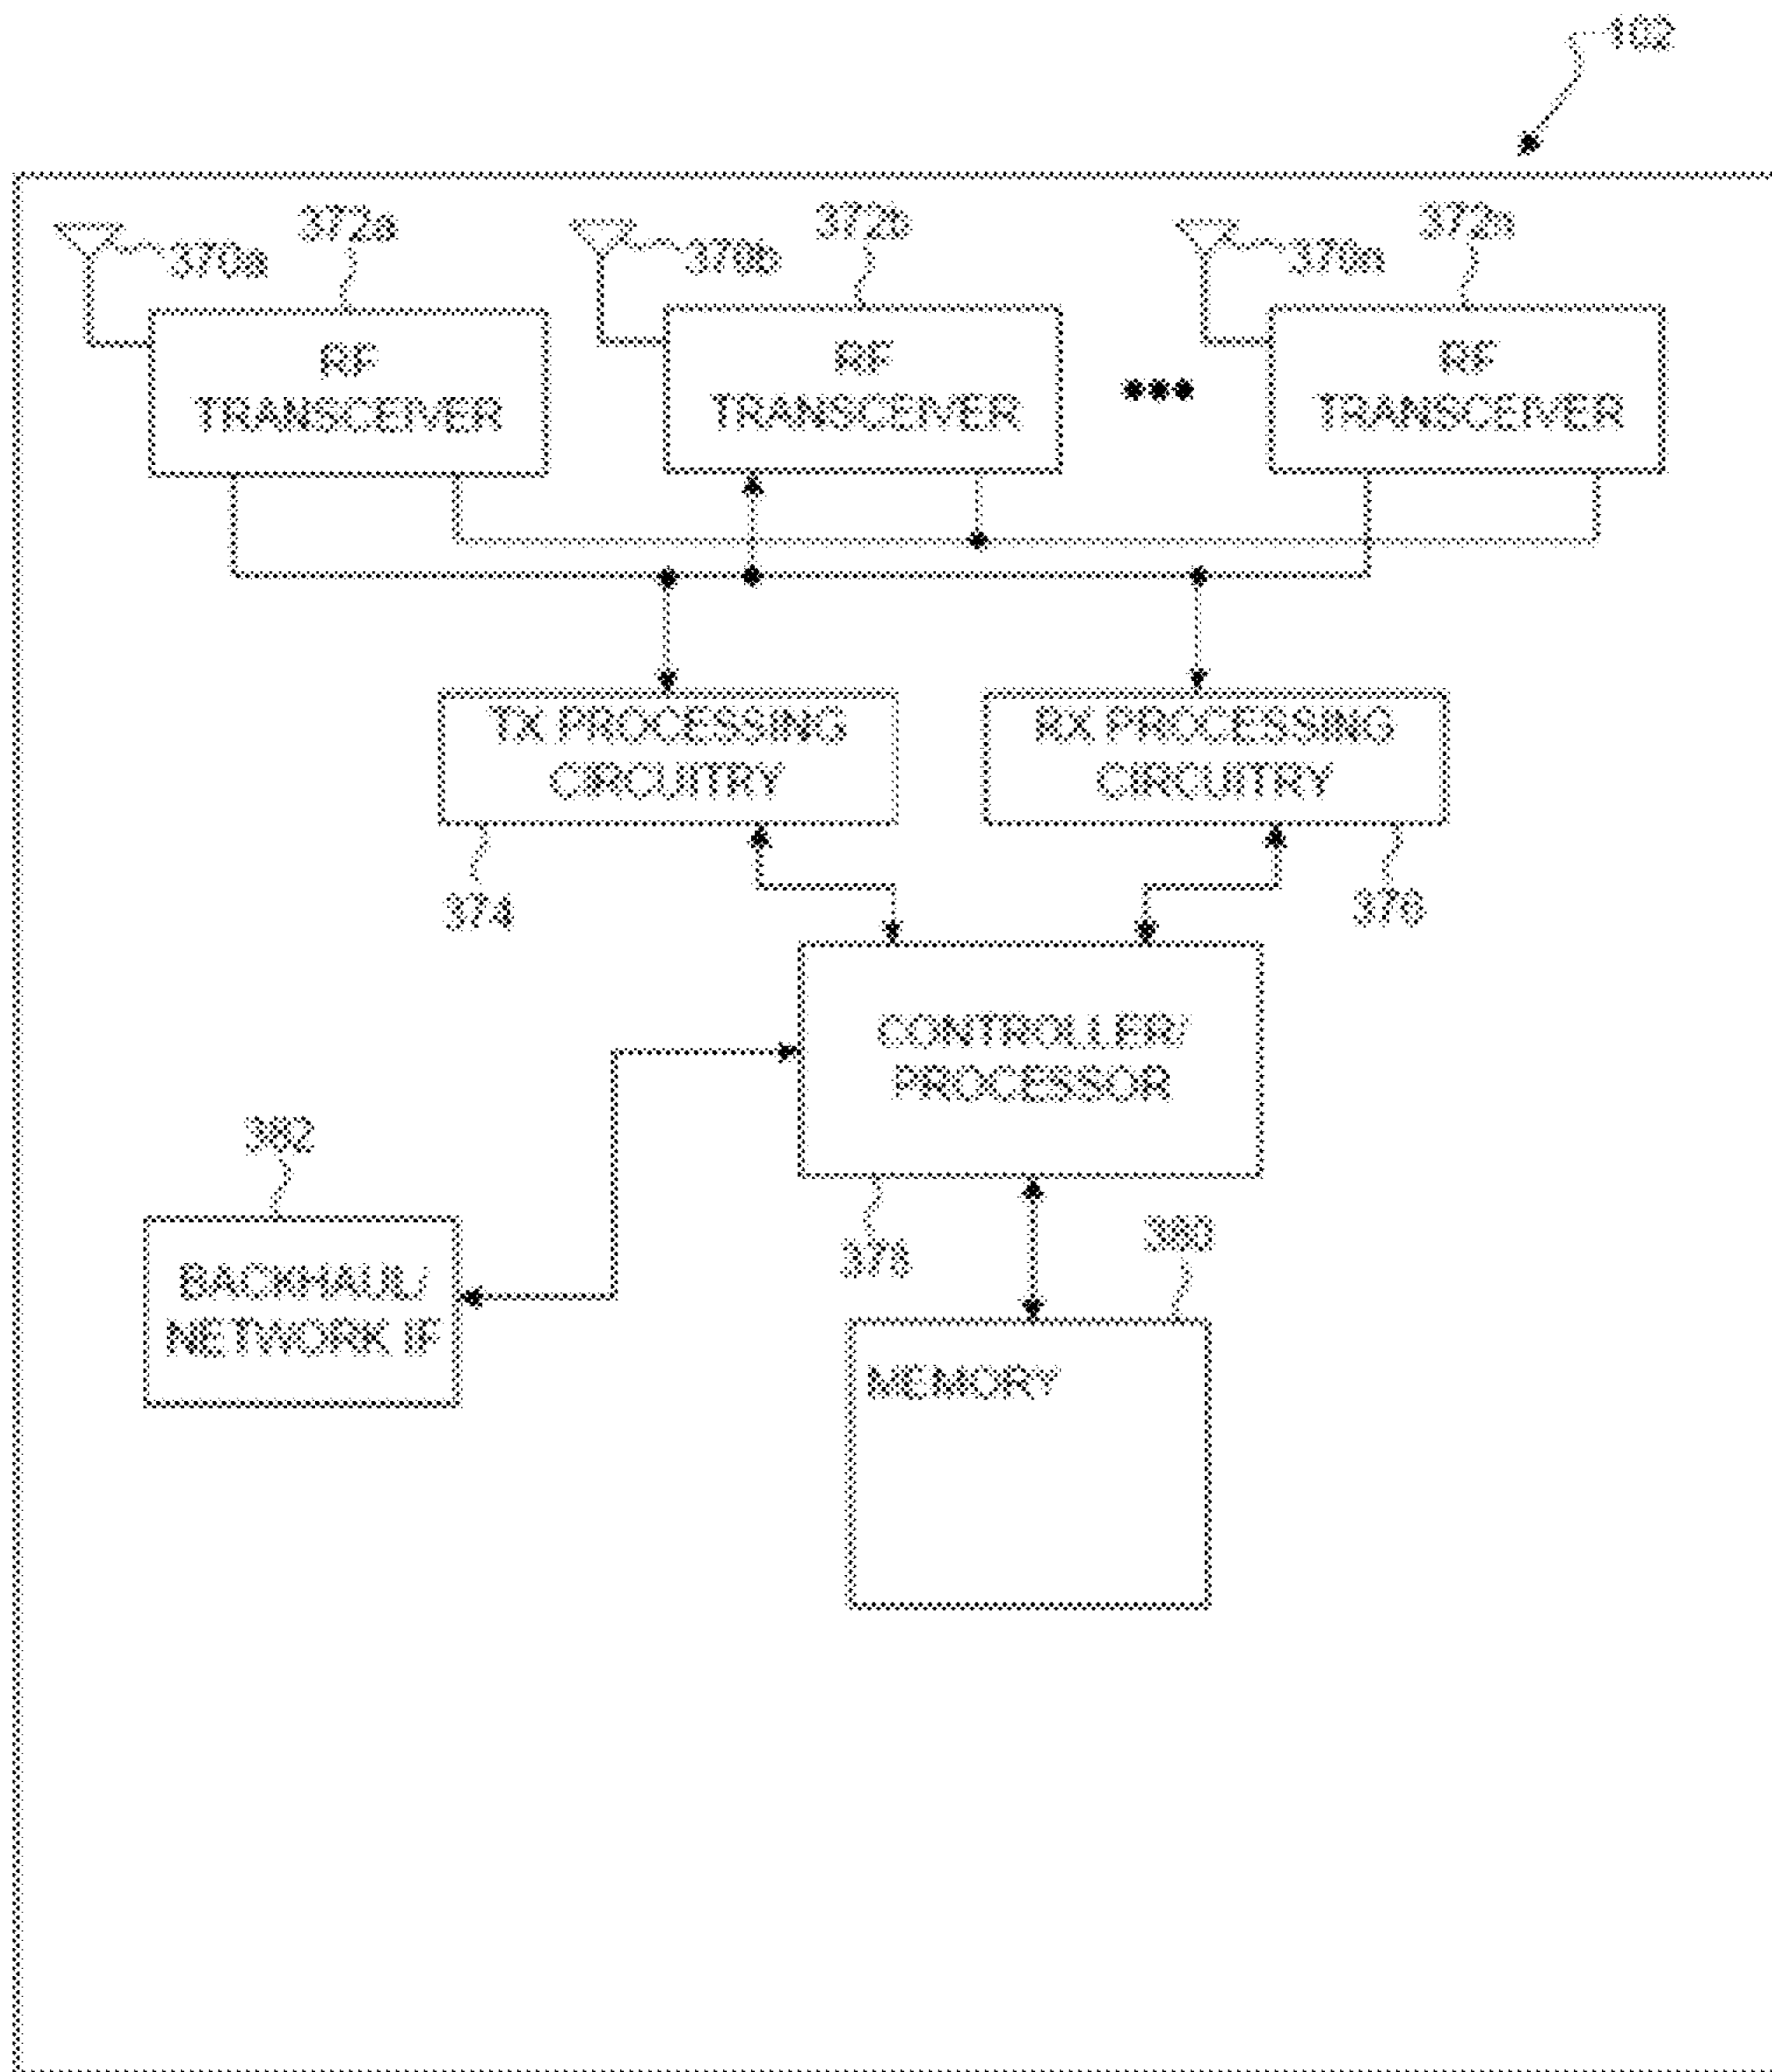 102
372a
372b
372n
370a
370b
370n
RF
TRANSCEIVER
RF
TRANSCEIVER
RF
TRANSCEIVER
TX PROCESSING
CIRCUITRY
RX PROCESSING
CIRCUITRY
374
376
CONTROLLER/
PROCESSOR
382
378
380
BACKHAUL/
NETWORK IF
MEMORY